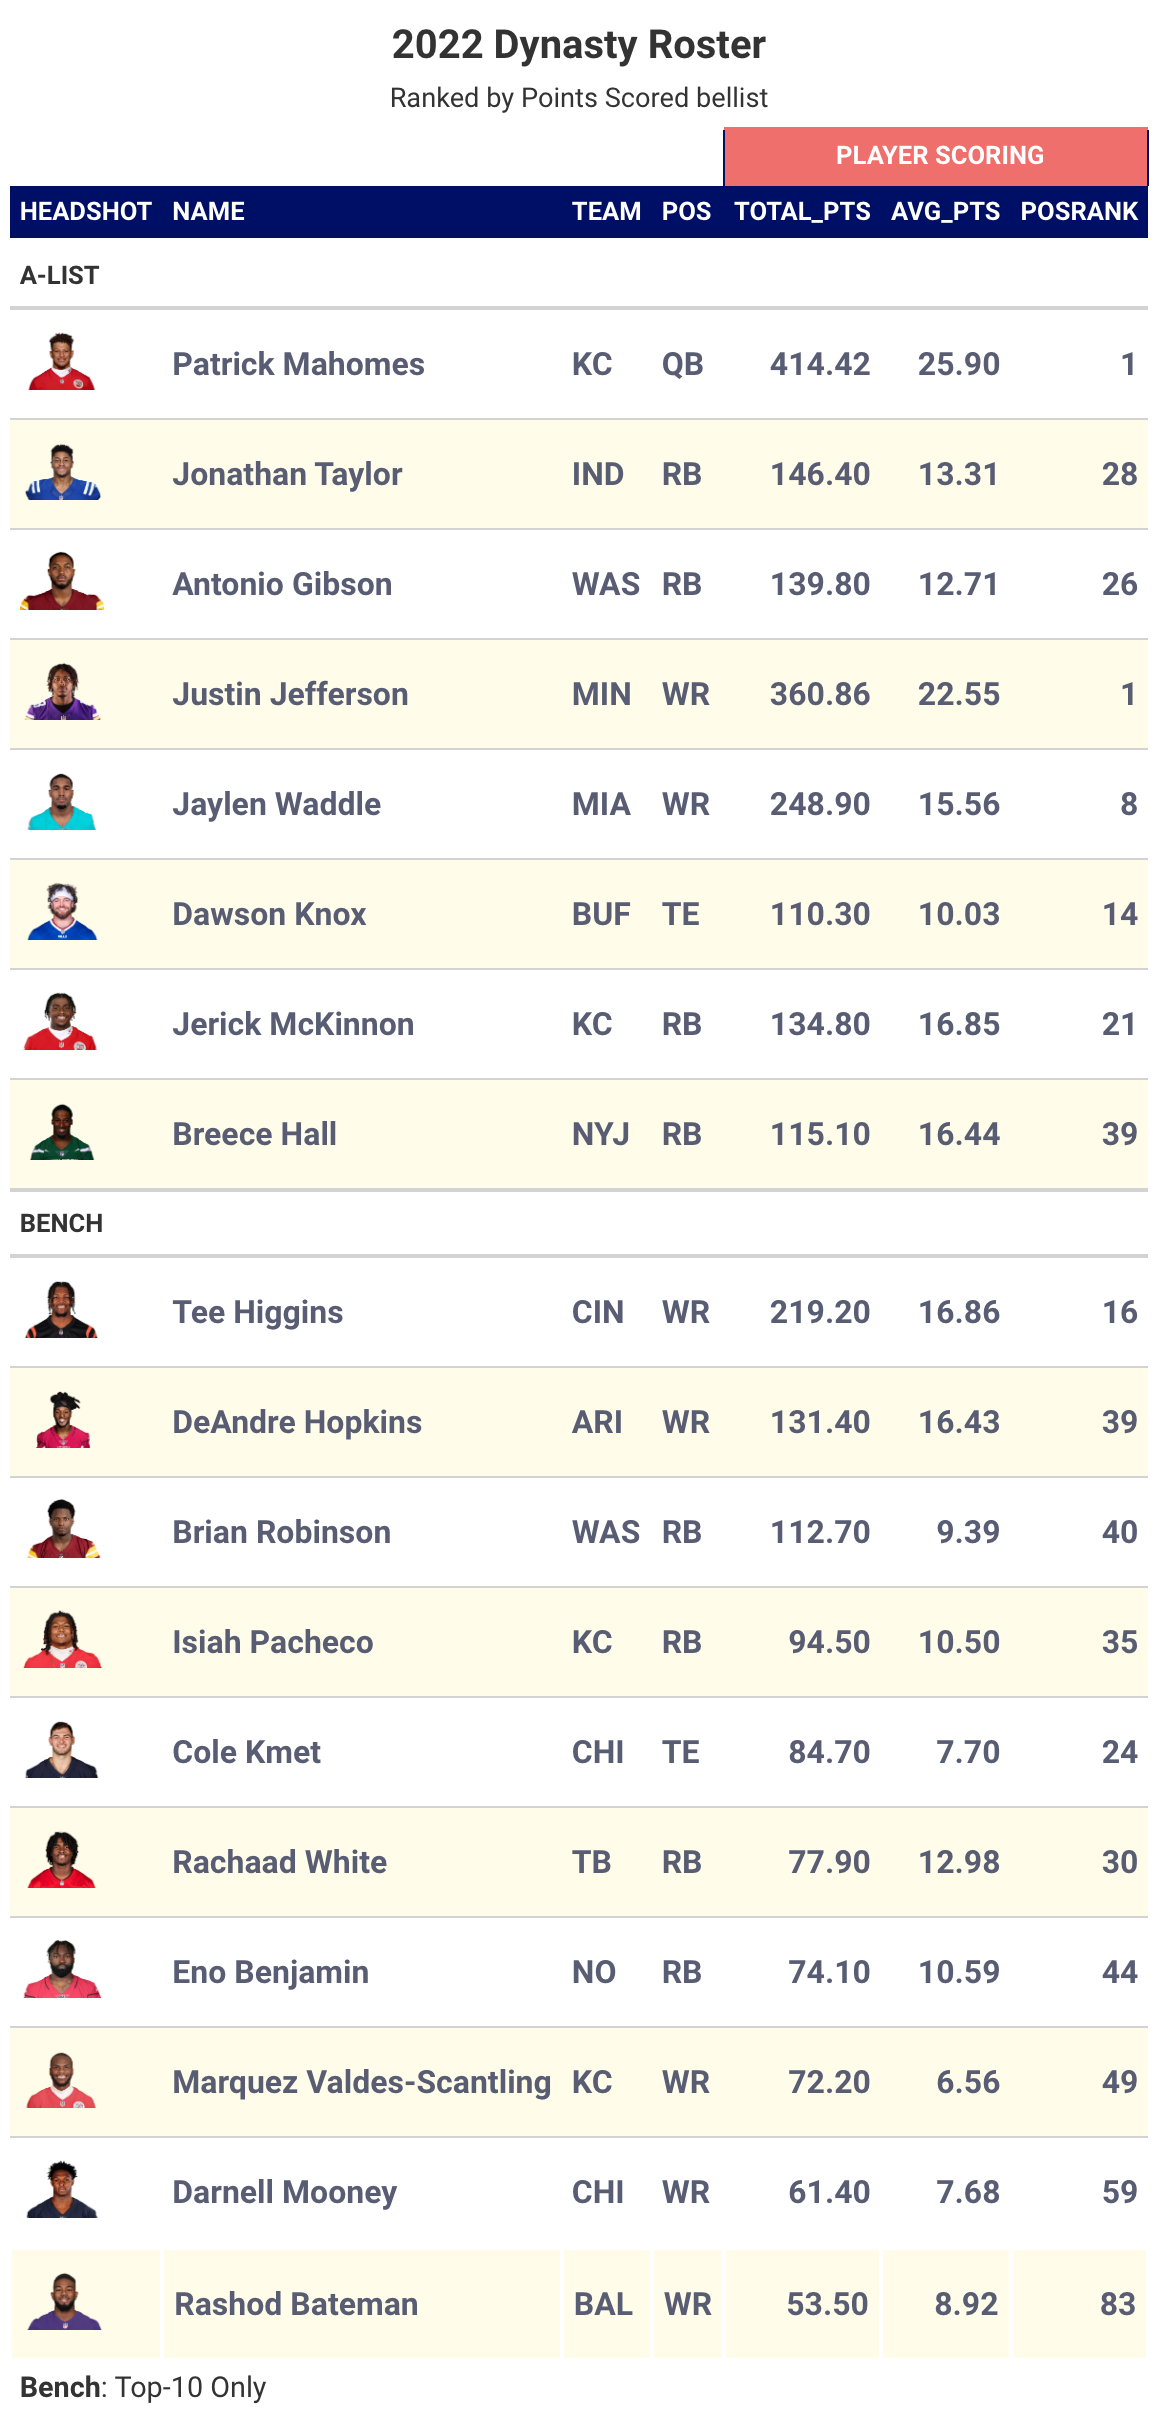 2022 Dynasty Roster
Ranked by Points Scored bellist
PLAYER SCORING
HEADSHOT NAME TEAM POS TOTAL_PTS AVG_PTS POSRANK
A-LIST
Patrick Mahomes KC QB 414.42 25.90 1
Jonathan Taylor IND RB 146.40 13.31 28
Antonio Gibson WAS RB 139.80 12.71 26
Justin Jefferson MIN WR 360.86 22.55 1
Jaylen Waddle MIA WR 248.90 15.56 8
Dawson Knox BUF TE 110.30 10.03 14
Jerick McKinnon KC RB 134.80 16.85 21
Breece Hall NYJ RB 115.10 16.44 39
BENCH
Tee Higgins CIN WR 219.20 16.86 16
DeAndre Hopkins ARI WR 131.40 16.43 39
Brian Robinson WAS RB 112.70 9.39 40
Isiah Pacheco KC RB 94.50 10.50 35
Cole Kmet CHI TE 84.70 7.70 24
Rachaad White TB RB 77.90 12.98 30
Eno Benjamin NO RB 74.10 10.59 44
Marquez Valdes-Scantling KC WR 72.20 6.56 49
Darnell Mooney CHI WR 61.40 7.68 59
Rashod Bateman BAL WR 53.50 8.92 83
Bench: Top-10 Only